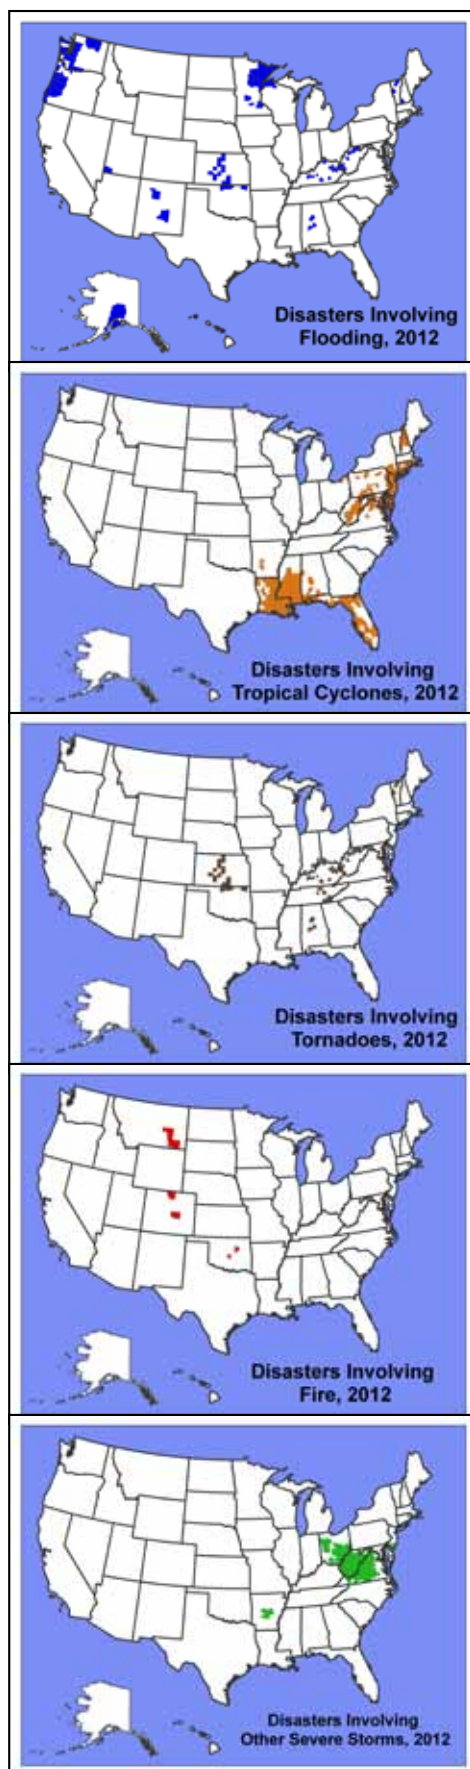 Disasters Involving
Flooding, 2012
Disasters Involving
Tropical Cyclones, 2012
Disasters Involving
Tornadoes, 2012
Disasters Involving
Fire, 2012
Disasters Involving
Other Severe Storms, 2012